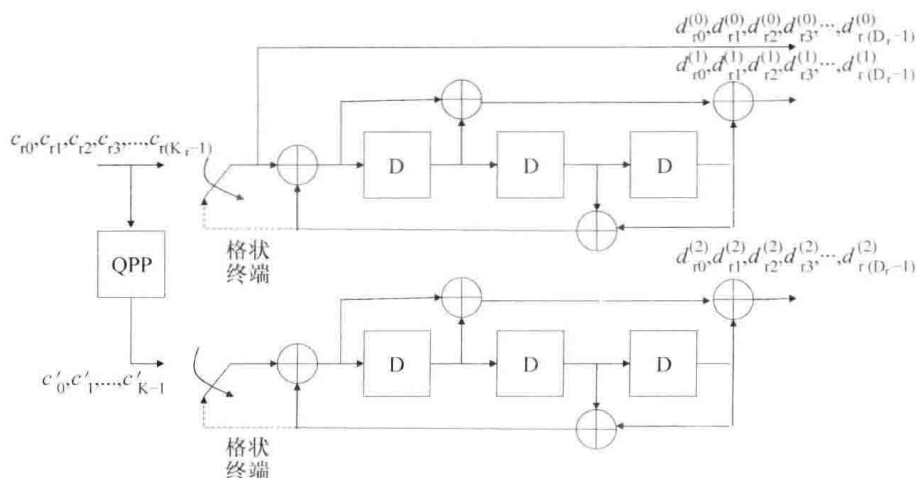 d_{r0}^{(0)},d_{r0}^{(0)},d_{r2}^{(0)},d_{r3}^{(0)},···,d_{r(D_r-1)}^{(0)}
d_{r0}^{(1)},d_{r1}^{(1)},d_{r2}^{(1)},d_{r3}^{(1)},···,d_{r(D_r-1)}^{(1)}
c_{r0},c_{r1},c_{r2},c_{r3},...,c_{r(K_r-1)}
D
D
D
格状
终端
QPP
d_{r0}^{(2)},d_{r1}^{(2)},d_{r2}^{(2)},d_{r3}^{(2)},···,d_{r(D_r-1)}^{(2)}
D
D
D
c'_0,c'_1,...,c'_{K-1}
格状
终端